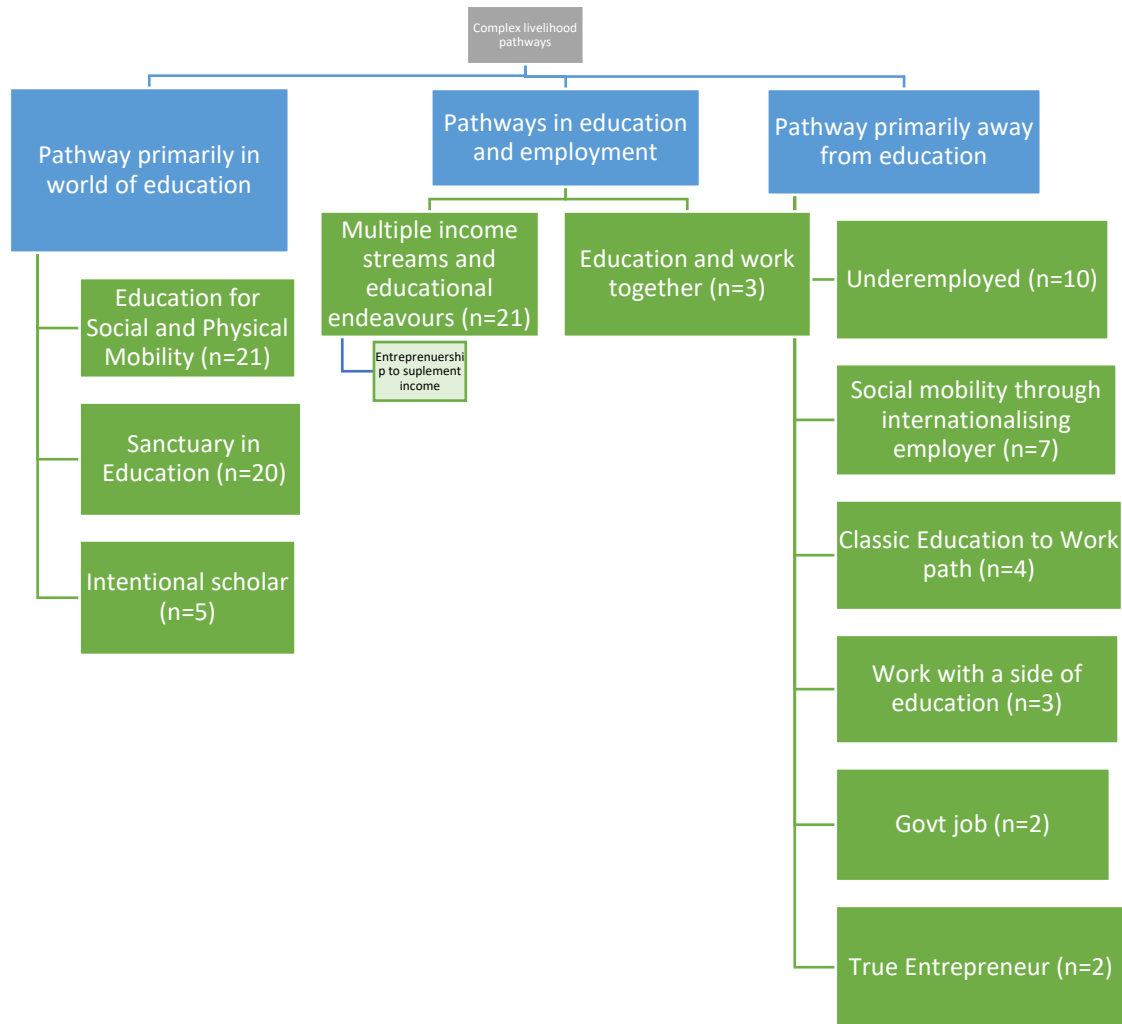 Complex livelihood
pathways
Pathway primarily in
world of education
Education for
Social and Physical
Mobility (n=21)
Sanctuary in
Education (n=20)
Intentional scholar
(n=5)
Pathways in education
and employment
Multiple income
streams and
educational
endeavours (n=21)
Entreprenuershi
p to suplement
income
Education and work
together (n=3)
Pathway primarily away
from education
Underemployed (n=10)
Social mobility through
internationalising
employer (n=7)
Classic Education to Work
path (n=4)
Work with a side of
education (n=3)
Govt job (n=2)
True Entrepreneur (n=2)